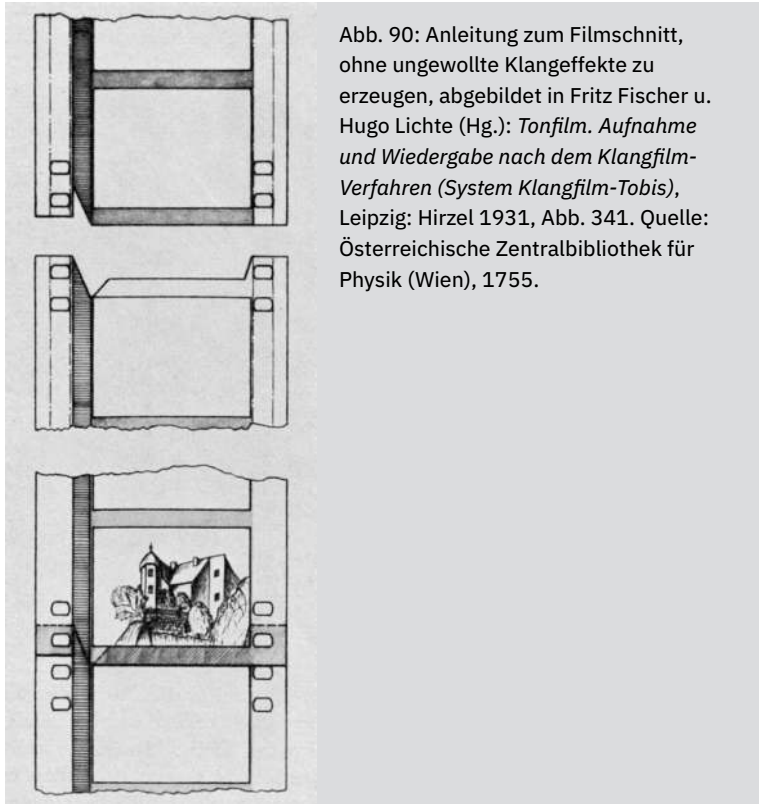 Abb. 90: Anleitung zum Filmschnitt,
ohne ungewollte Klangeffekte zu
erzeugen, abgebildet in Fritz Fischer u.
Hugo Lichte (Hg.): Tonfilm. Aufnahme
und Wiedergabe nach dem Klangfilm-
Verfahren (System Klangfilm-Tobis),
Leipzig: Hirzel 1931, Abb. 341. Quelle:
Österreichische Zentralbibliothek für
Physik (Wien), 1755.